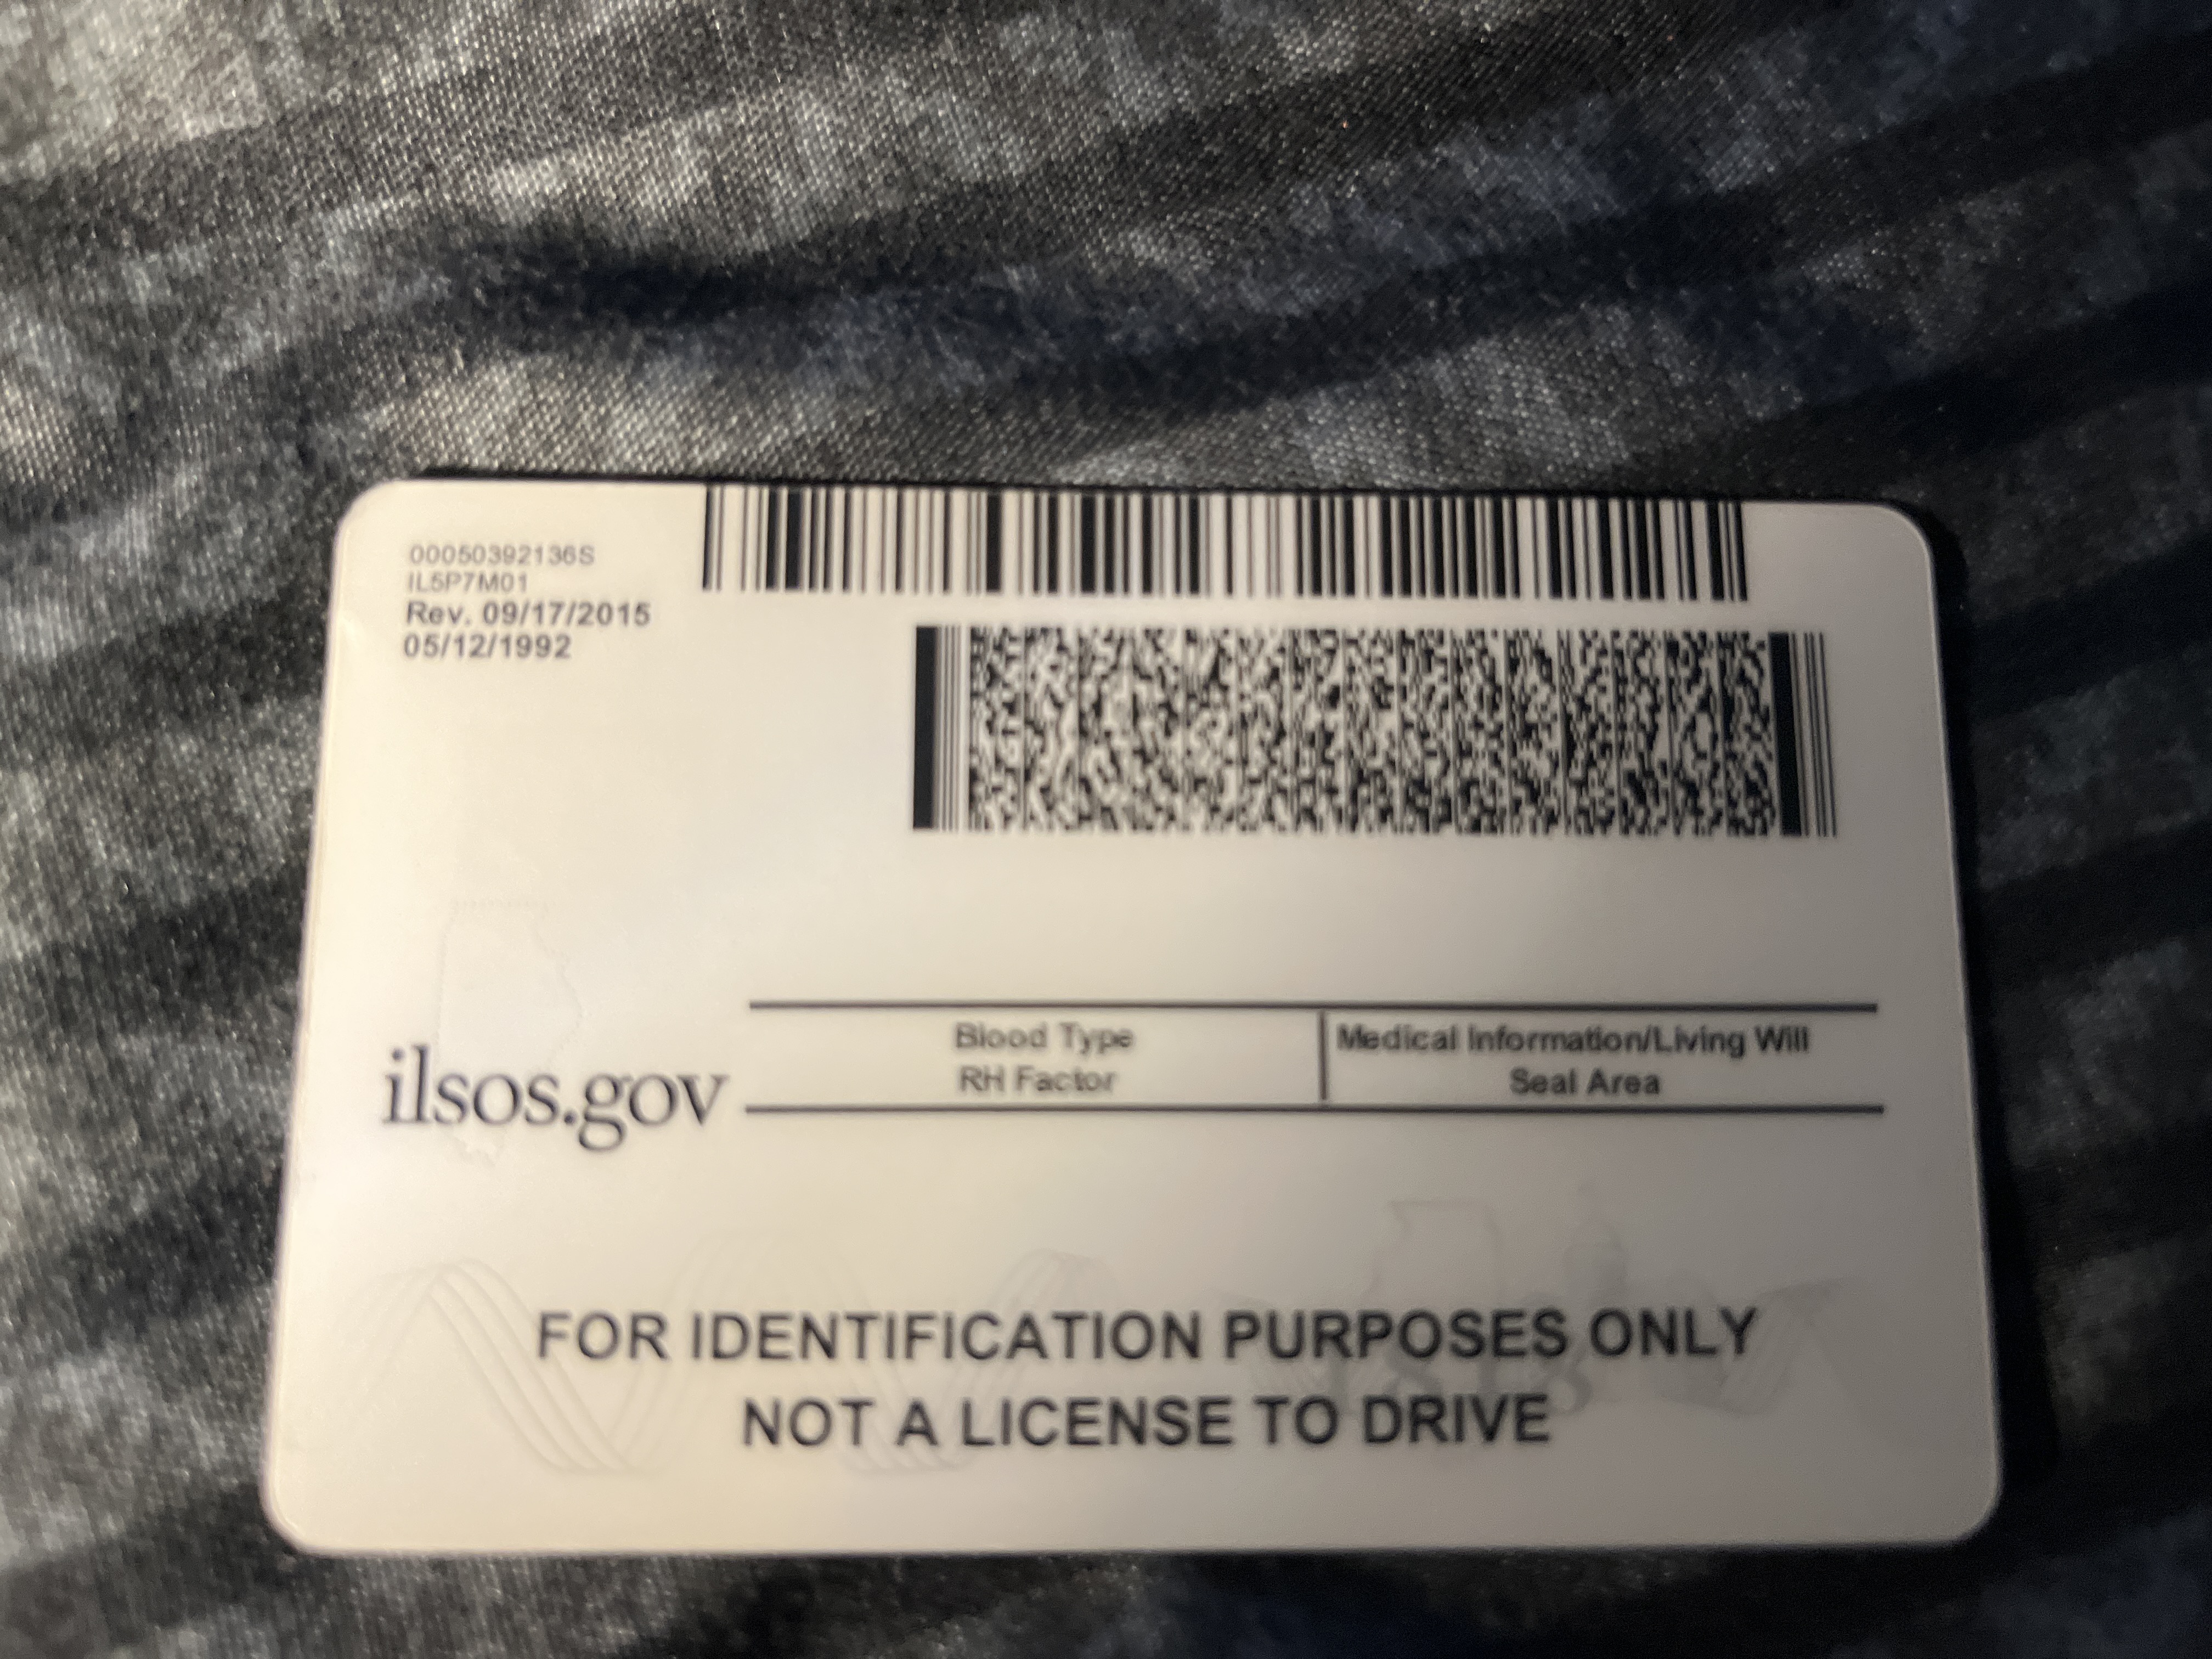 00050392136S
IL5P7M01
Rev. 09/17/2015
05/12/1992
Blood Type
RH Factor
Medical Information/Living Will
Seal Area
ilsos.gov
FOR IDENTIFICATION PURPOSES ONLY
NOT A LICENSE TO DRIVE